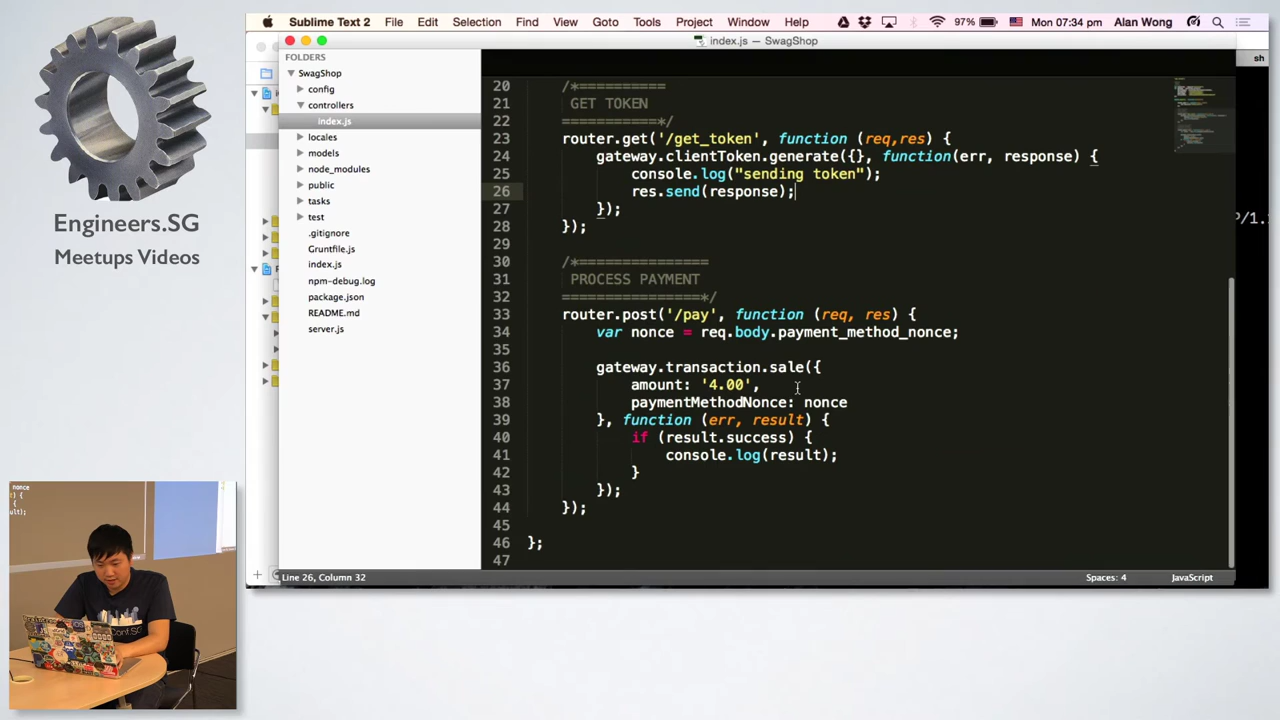 Engineers.SG
Meetups Videos
Sublime Text 2 File Edit Selection Find View Goto Tools Project Window Help
97% Mon 07:34 pm Alan Wong
index.js — SwagShop
sh
FOLDERS
SwagShop
config
controllers
index.js
locales
models
node_modules
public
tasks
test
.gitignore
Gruntfile.js
index.js
npm-debug.log
package.json
README.md
server.js
20 /*==========
21 GET TOKEN
22 ===========*/
23 router.get('/get_token', function (req,res) {
24 gateway.clientToken.generate({}, function(err, response) {
25 console.log("sending token");
26 res.send(response);
27 });
28 });
29
30 /*===============
31 PROCESS PAYMENT
32 ================*/
33 router.post('/pay', function (req, res) {
34 var nonce = req.body.payment_method_nonce;
35
36 gateway.transaction.sale({
37 amount: '4.00',
38 paymentMethodNonce: nonce
39 }, function (err, result) {
40 if (result.success) {
41 console.log(result);
42 }
43 });
44 });
45
46 };
47
P/1.
Line 26, Column 32
Spaces: 4
JavaScript